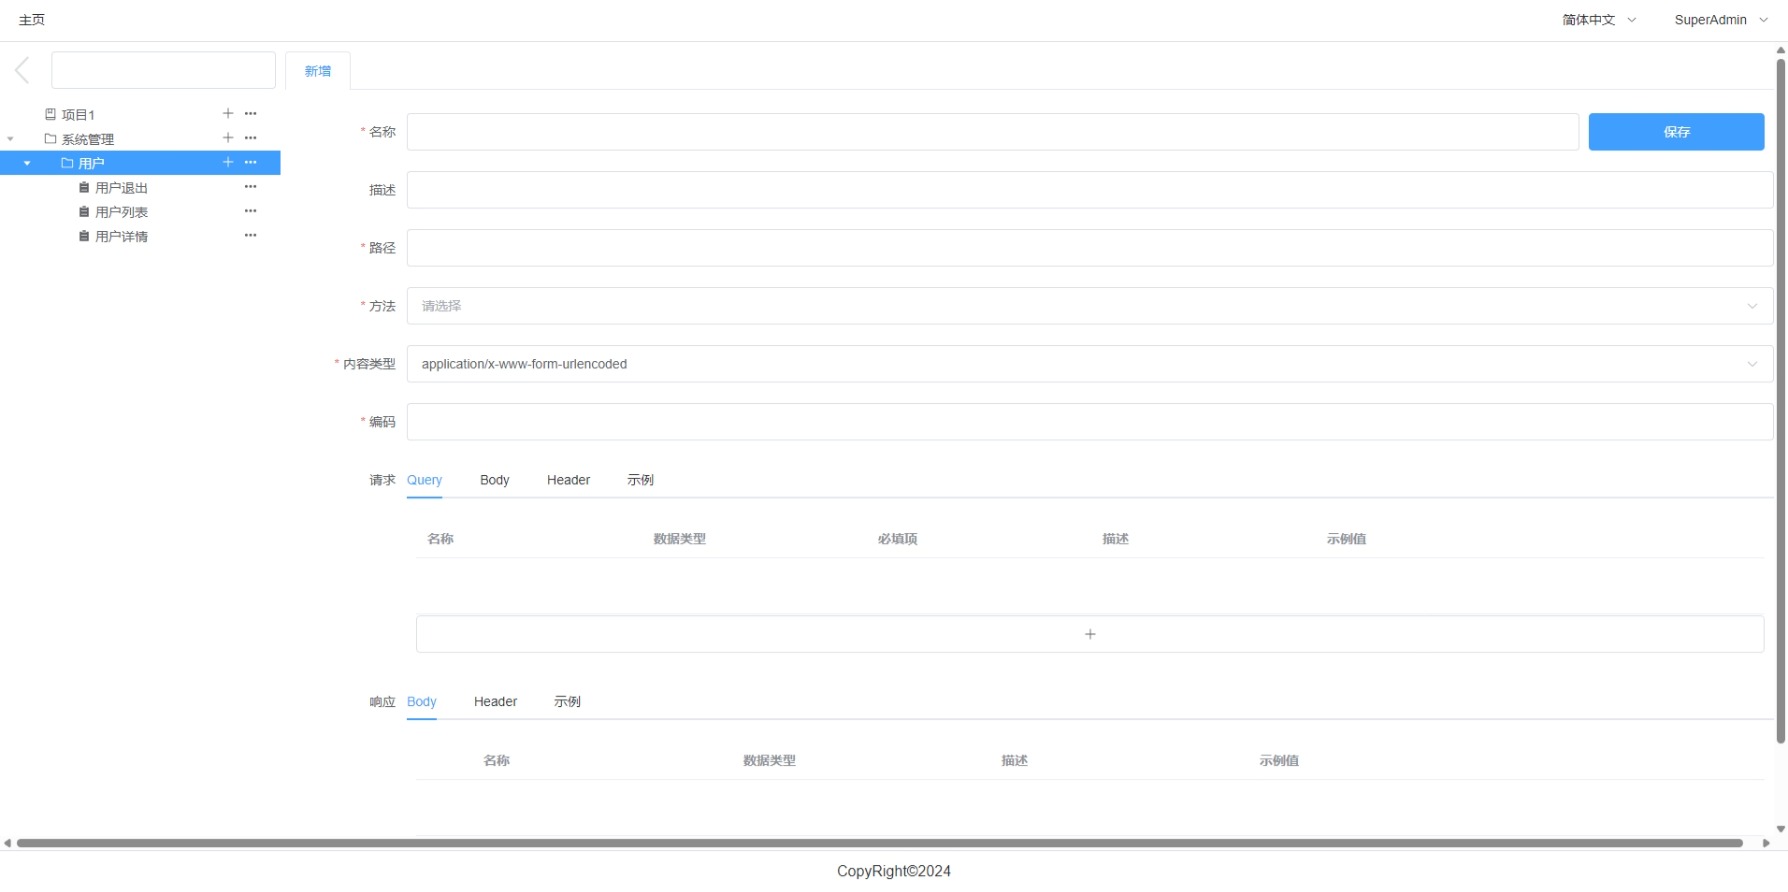 主页
简体中文
SuperAdmin
新增
项目1
系统管理
用户
用户退出
用户列表
用户详情
* 名称
保存
描述
* 路径
* 方法 请选择
* 内容类型 application/x-www-form-urlencoded
* 编码
请求 Query Body Header 示例
名称 数据类型 必填项 描述 示例值
响应 Body Header 示例
名称 数据类型 描述 示例值
CopyRight©2024